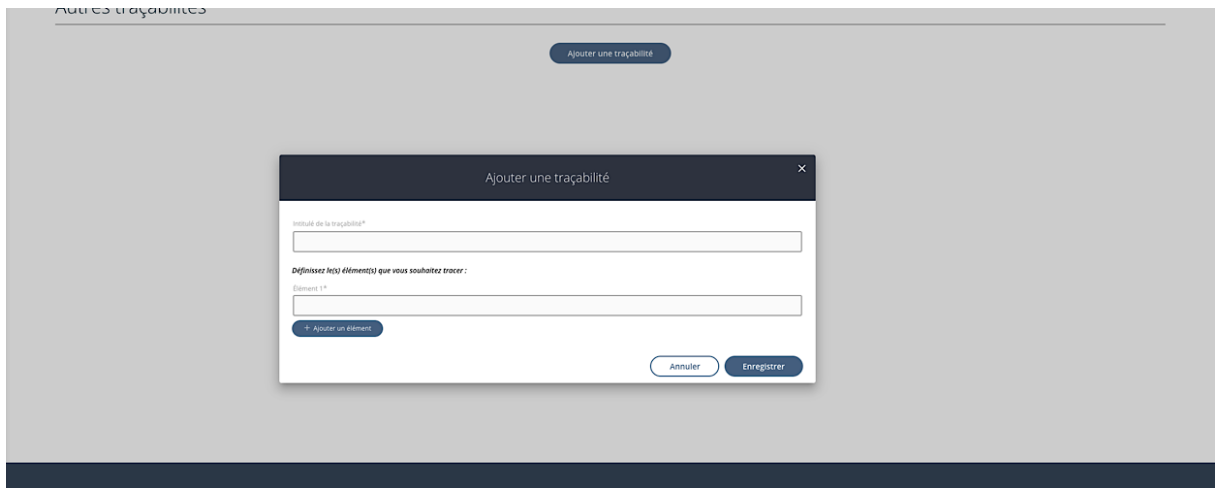 Autres traçabilités
Ajouter une traçabilité
Ajouter une traçabilité
×
Intitulé de la traçabilité*
Définissez le(s) élément(s) que vous souhaitez tracer :
Élément 1*
+ Ajouter un élément
Annuler
Enregistrer